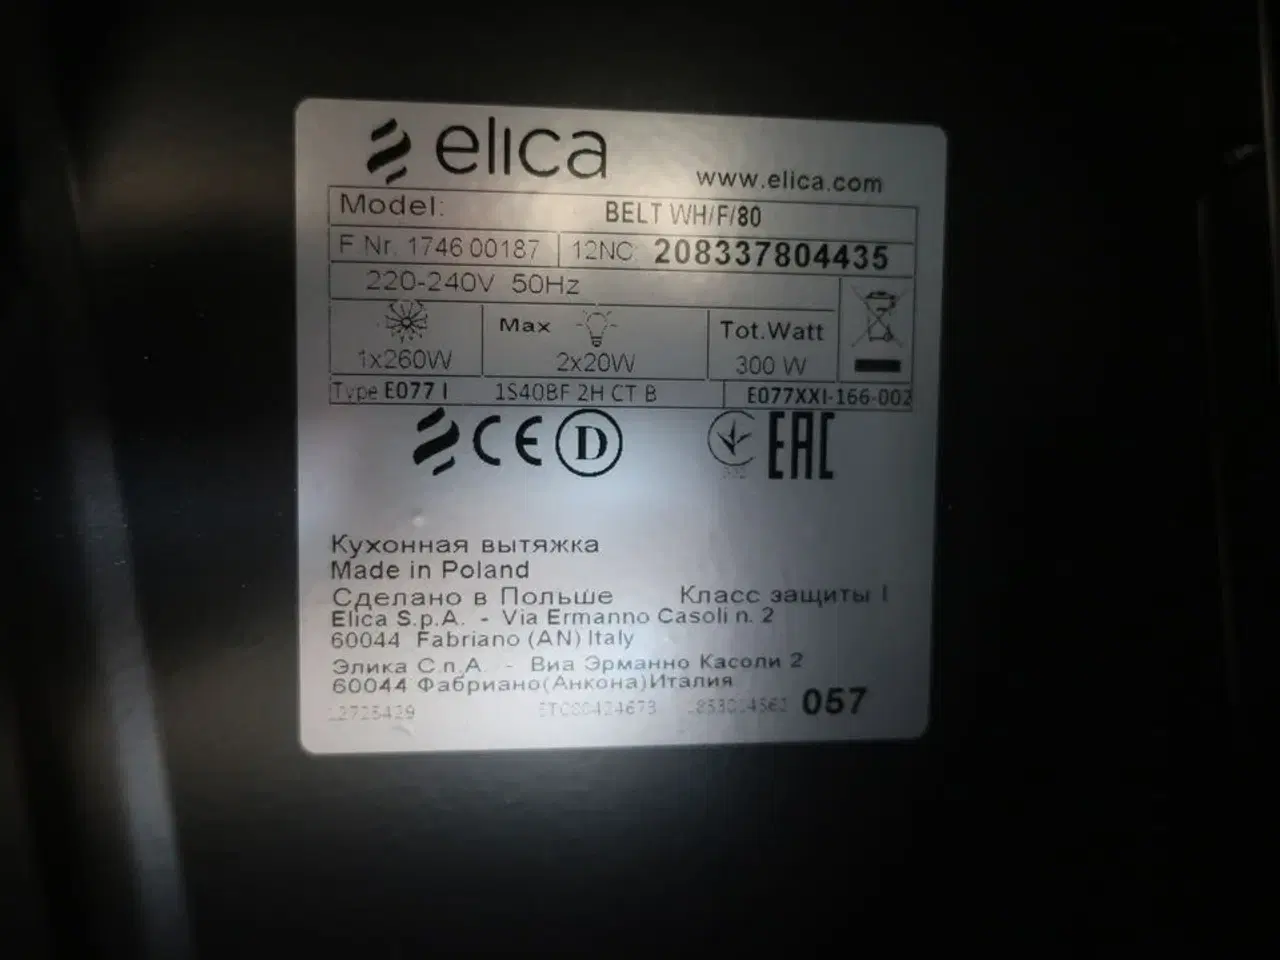 elica
www.elica.com
Model: BELT WH/F/80
F Nr. 1746 00187 12NC 208337804435
220-240V 50Hz
Max Tot.Watt
1x260W 2x20W 300 W
Type E077 I 1S40BF 2H CT B E077XXI-166-002
CE D EAC
Кухонная вытяжка
Made in Poland
Сделано в Польше Класс защиты I
Elica S.p.A. - Via Ermanno Casoli n. 2
60044 Fabriano (AN) Italy
Элика С.п.А. - Виа Эрманно Касоли 2
60044 Фабриано(Анкона)Италия
057